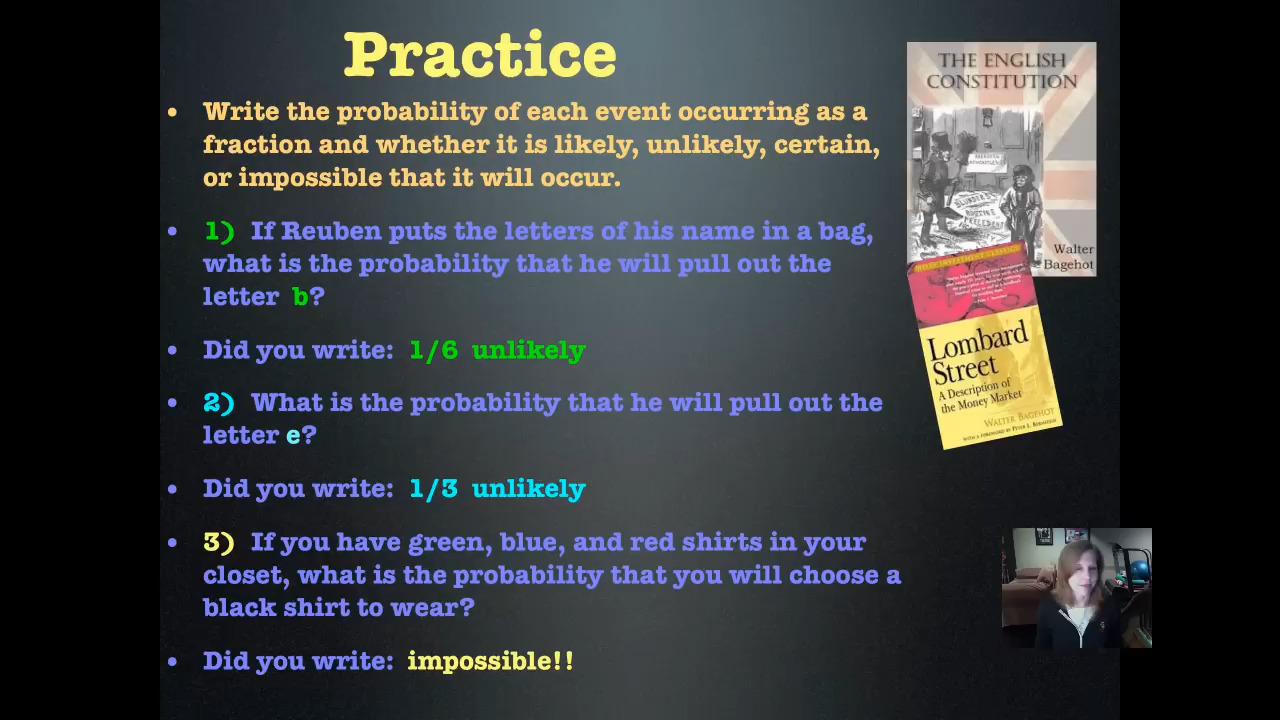 Practice
• Write the probability of each event occurring as a
fraction and whether it is likely, unlikely, certain,
or impossible that it will occur.
• 1) If Reuben puts the letters of his name in a bag,
what is the probability that he will pull out the
letter b?
• Did you write: 1/6 unlikely
• 2) What is the probability that he will pull out the
letter e?
• Did you write: 1/3 unlikely
• 3) If you have green, blue, and red shirts in your
closet, what is the probability that you will choose a
black shirt to wear?
• Did you write: impossible!!
THE ENGLISH
CONSTITUTION
Walter
Bagehot
Lombard
Street
A Description of
the Money Market
WALTER BAGEHOT
WITH A FOREWORD BY PETER L. BERNSTEIN